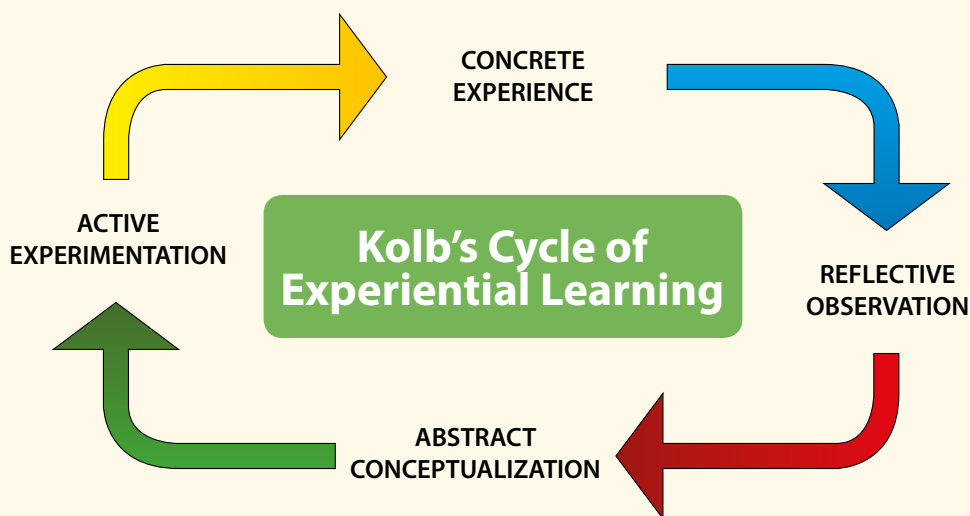 CONCRETE
EXPERIENCE
ACTIVE
EXPERIMENTATION
Kolb’s Cycle of
Experiential Learning
REFLECTIVE
OBSERVATION
ABSTRACT
CONCEPTUALIZATION